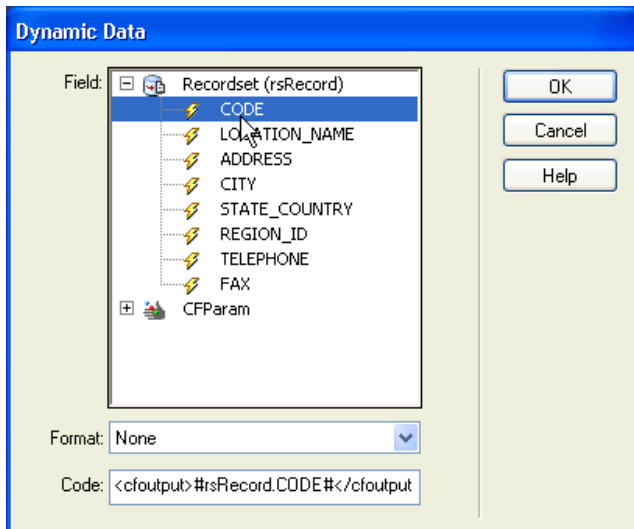 Dynamic Data
Field:
Recordset (rsRecord)
CODE
LOCATION_NAME
ADDRESS
CITY
STATE_COUNTRY
REGION_ID
TELEPHONE
FAX
CFParam
OK
Cancel
Help
Format: None
Code: <cfoutput>#rsRecord.CODE#</cfoutput